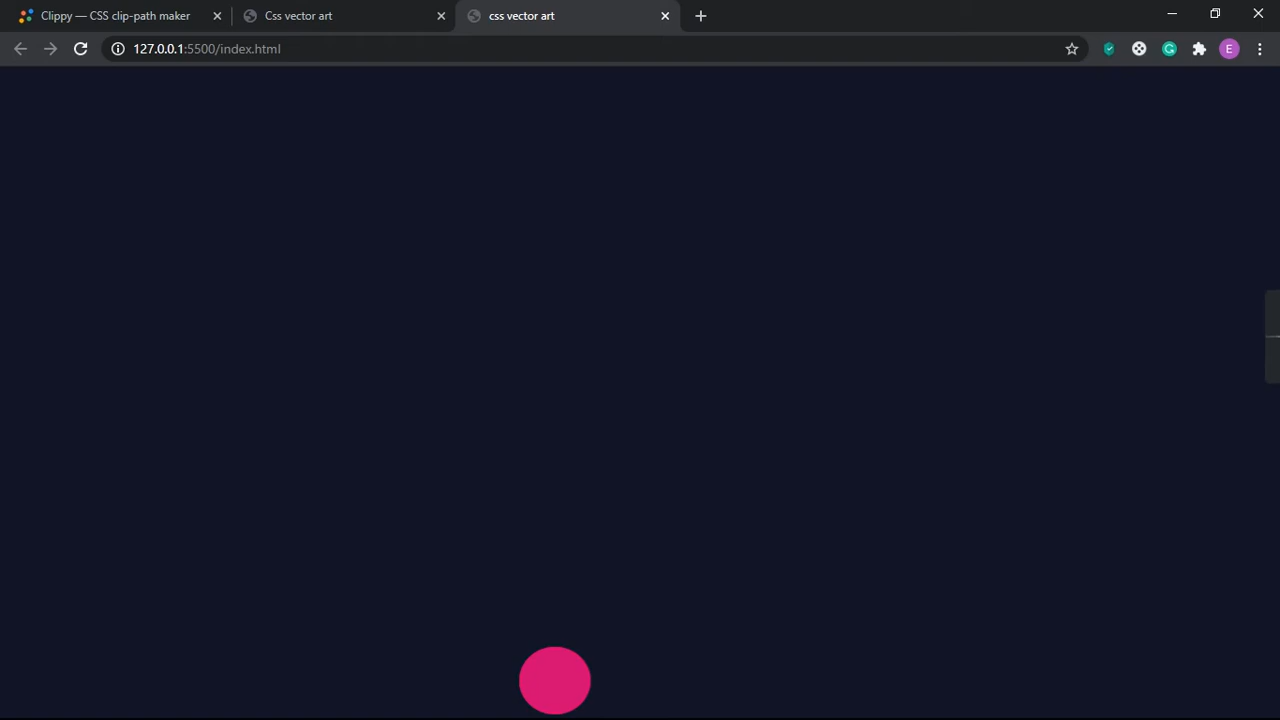 Clippy — CSS clip-path maker
Css vector art
css vector art
127.0.0.1:5500/index.html
E